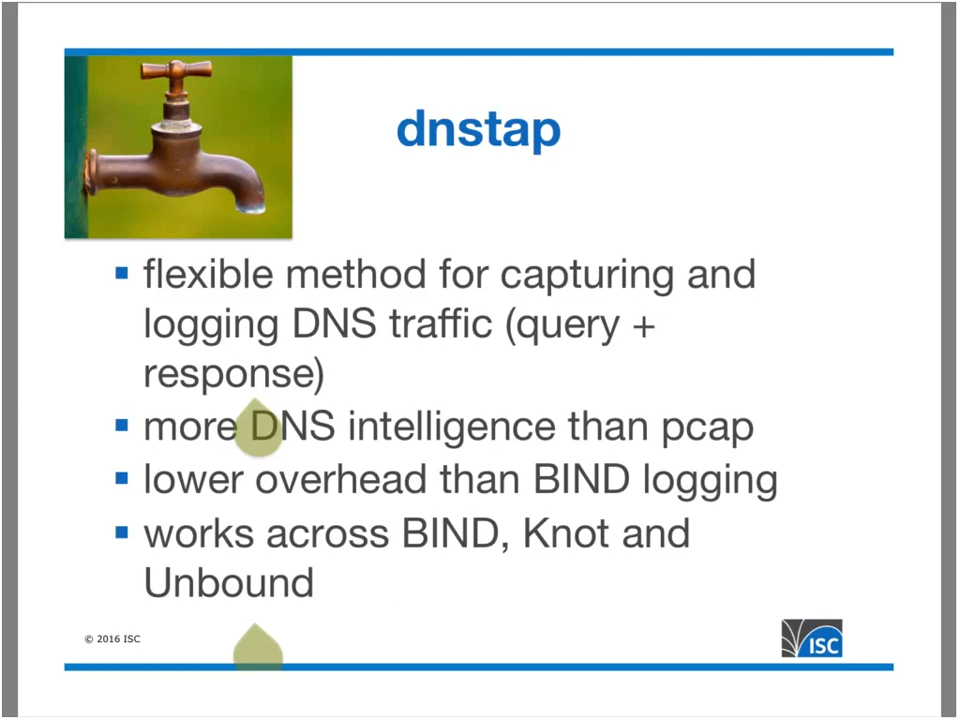 dnstap
▪ flexible method for capturing and
logging DNS traffic (query +
response)
▪ more DNS intelligence than pcap
▪ lower overhead than BIND logging
▪ works across BIND, Knot and
Unbound
© 2016 ISC
ISC